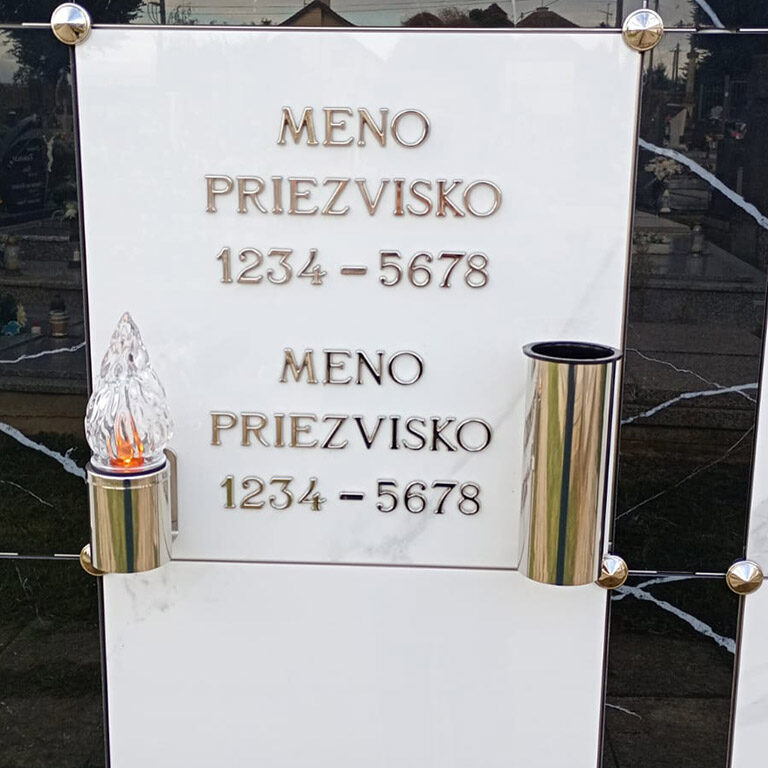 MENO
PRIEZVISKO
1234 – 5678
MENO
PRIEZVISKO
1234 – 5678